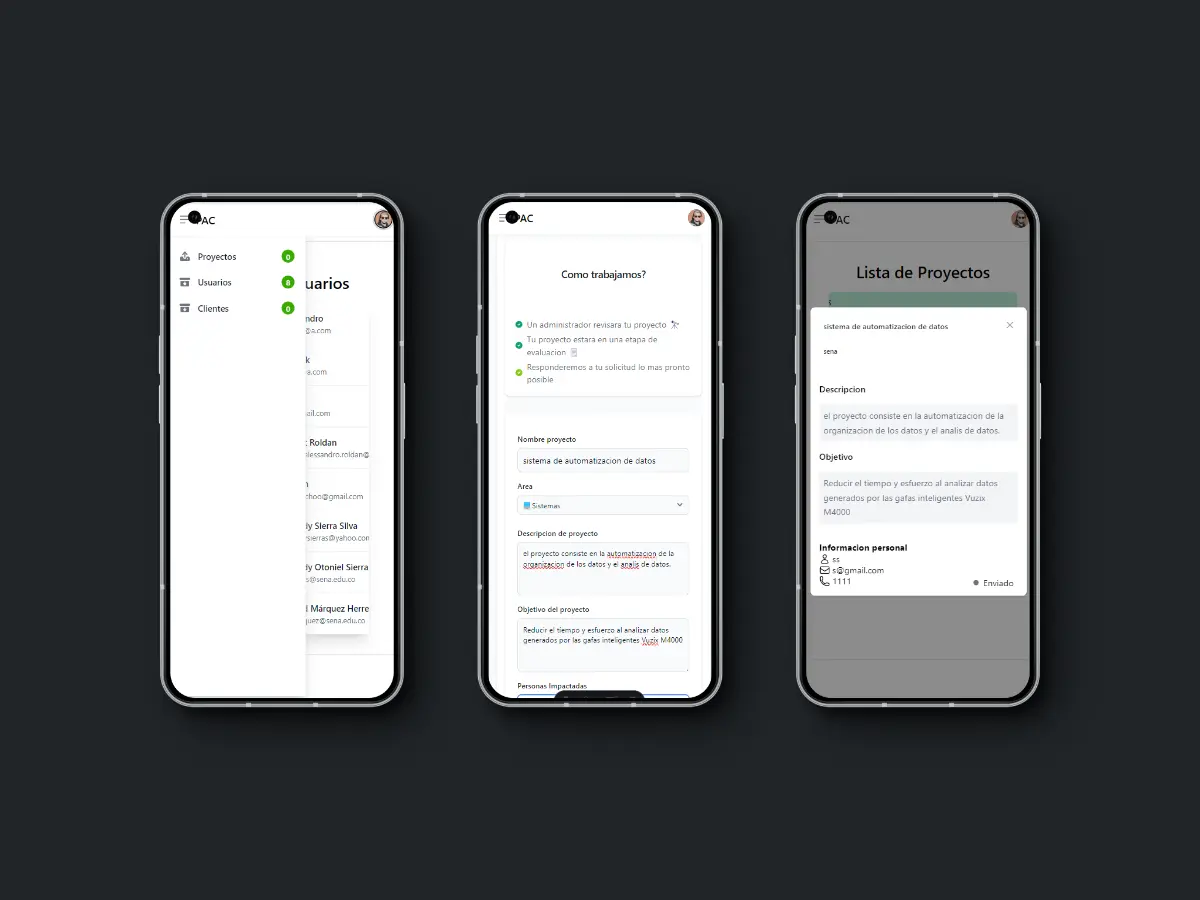 AC
Proyectos
0
Usuarios
8
Clientes
0
uarios
ndro
@a.com
k
a.com
ail.com
t Roldan
alessandro.roldan@
choo@gmail.com
dy Sierra Silva
ysierras@yahoo.con
dy Otoniel Sierra
s@sena.edu.co
l Márquez Herre
quez@sena.edu.co
AC
Como trabajamos?
Un administrador revisara tu proyecto
Tu proyecto estara en una etapa de
evaluacion
Responderemos a tu solicitud lo mas pronto
posible
Nombre proyecto
sistema de automatizacion de datos
Area
Sistemas
Descripcion de proyecto
el proyecto consiste en la automatizacion de la
organizacion de los datos y el analis de datos.
Objetivo del proyecto
Reducir el tiempo y esfuerzo al analizar datos
generados por las gafas inteligentes Vuzix M4000
Personas Impactadas
AC
Lista de Proyectos
sistema de automatizacion de datos
sena
Descripcion
el proyecto consiste en la automatizacion de la
organizacion de los datos y el analis de datos.
Objetivo
Reducir el tiempo y esfuerzo al analizar datos
generados por las gafas inteligentes Vuzix
M4000
Informacion personal
ss
s@gmail.com
1111
Enviado